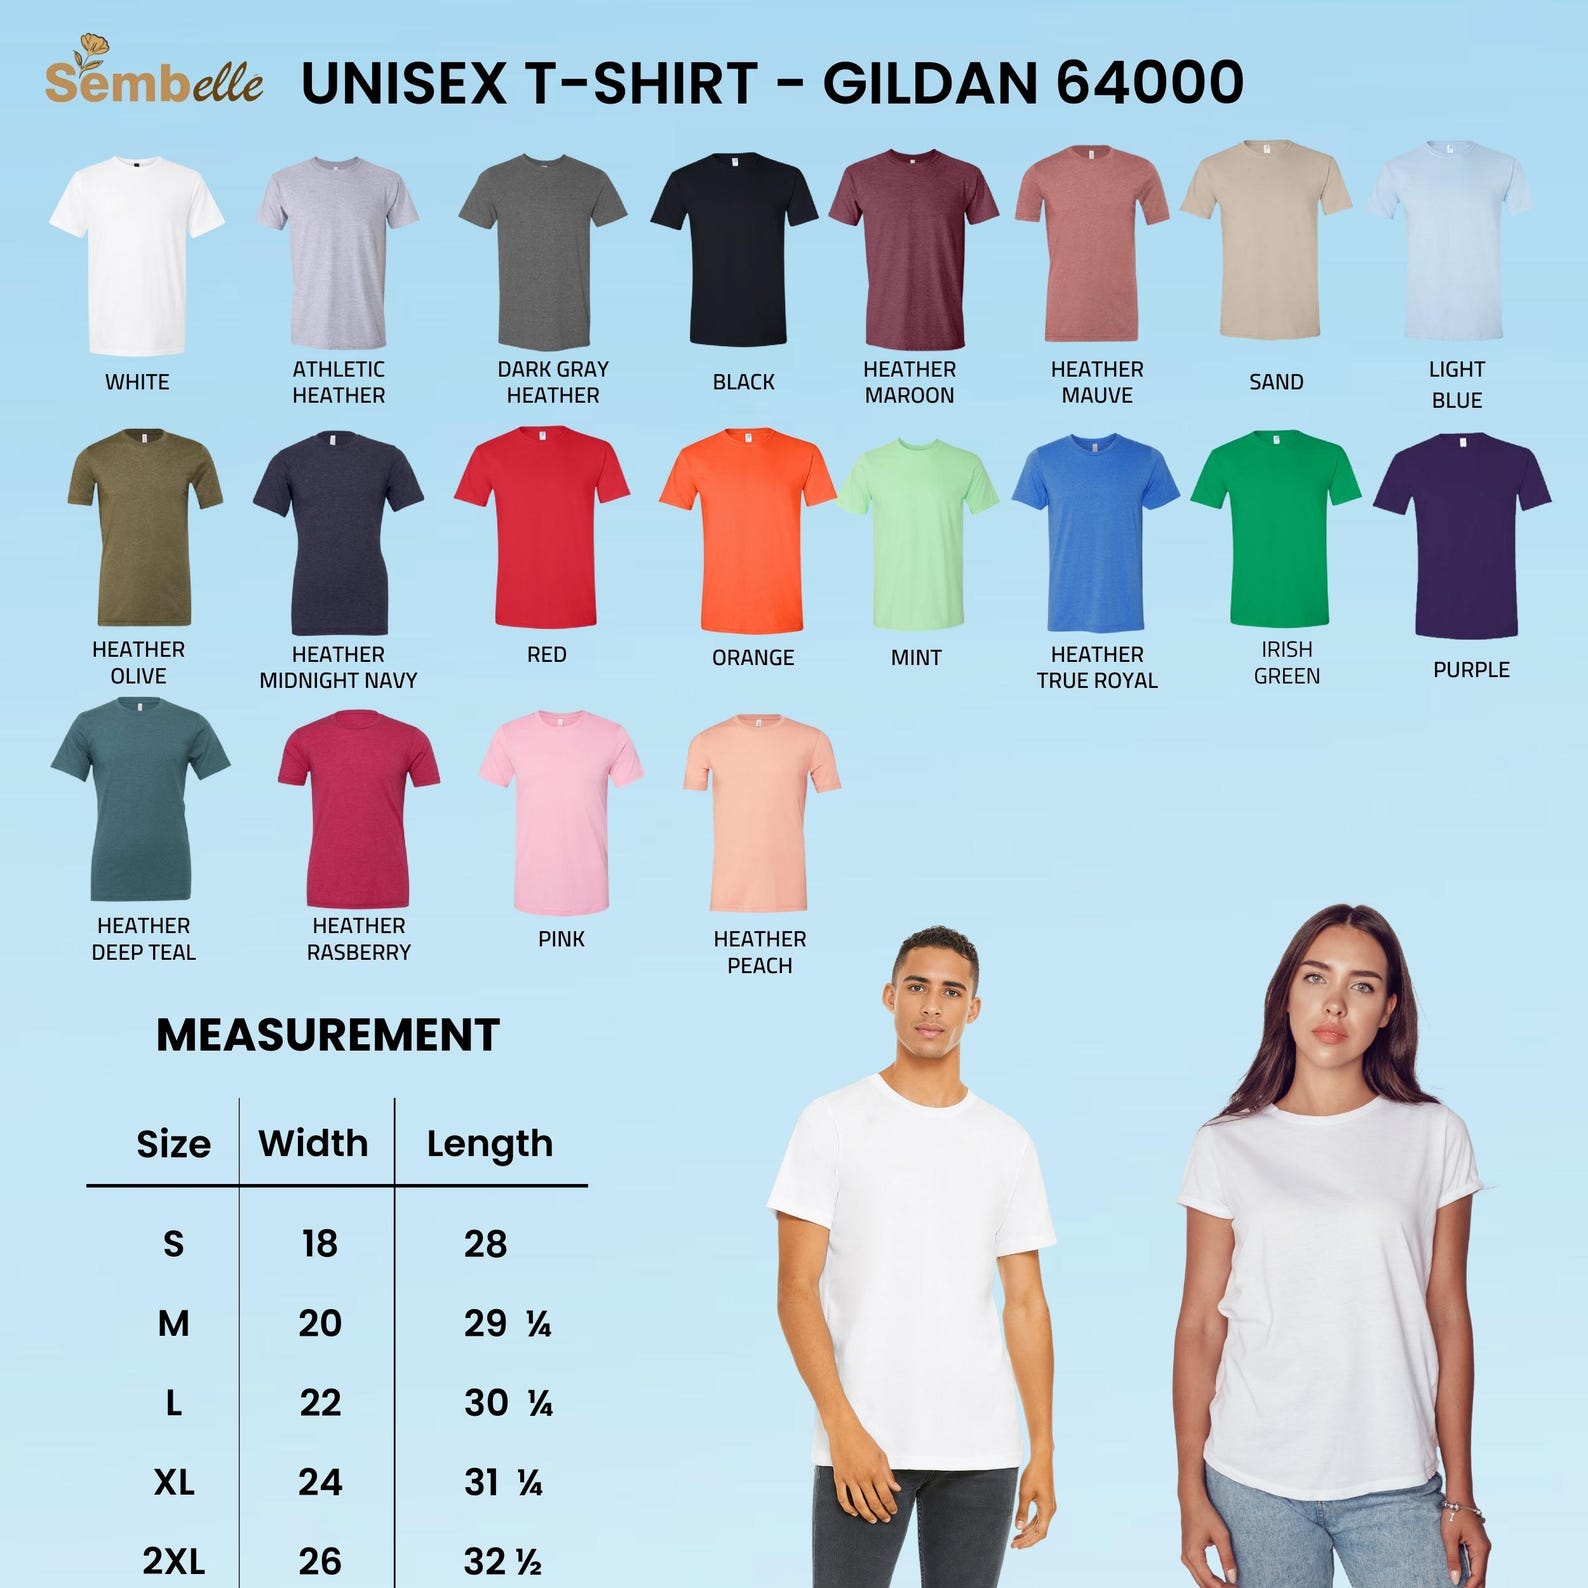 Sembelle
UNISEX T-SHIRT - GILDAN 64000
WHITE
ATHLETIC
HEATHER
DARK GRAY
HEATHER
BLACK
HEATHER
MAROON
HEATHER
MAUVE
SAND
LIGHT
BLUE
HEATHER
OLIVE
HEATHER
MIDNIGHT NAVY
RED
ORANGE
MINT
HEATHER
TRUE ROYAL
IRISH
GREEN
PURPLE
HEATHER
DEEP TEAL
HEATHER
RASBERRY
PINK
HEATHER
PEACH
MEASUREMENT
Size Width Length
S 18 28
M 20 29 ¼
L 22 30 ¼
XL 24 31 ¼
2XL 26 32 ½